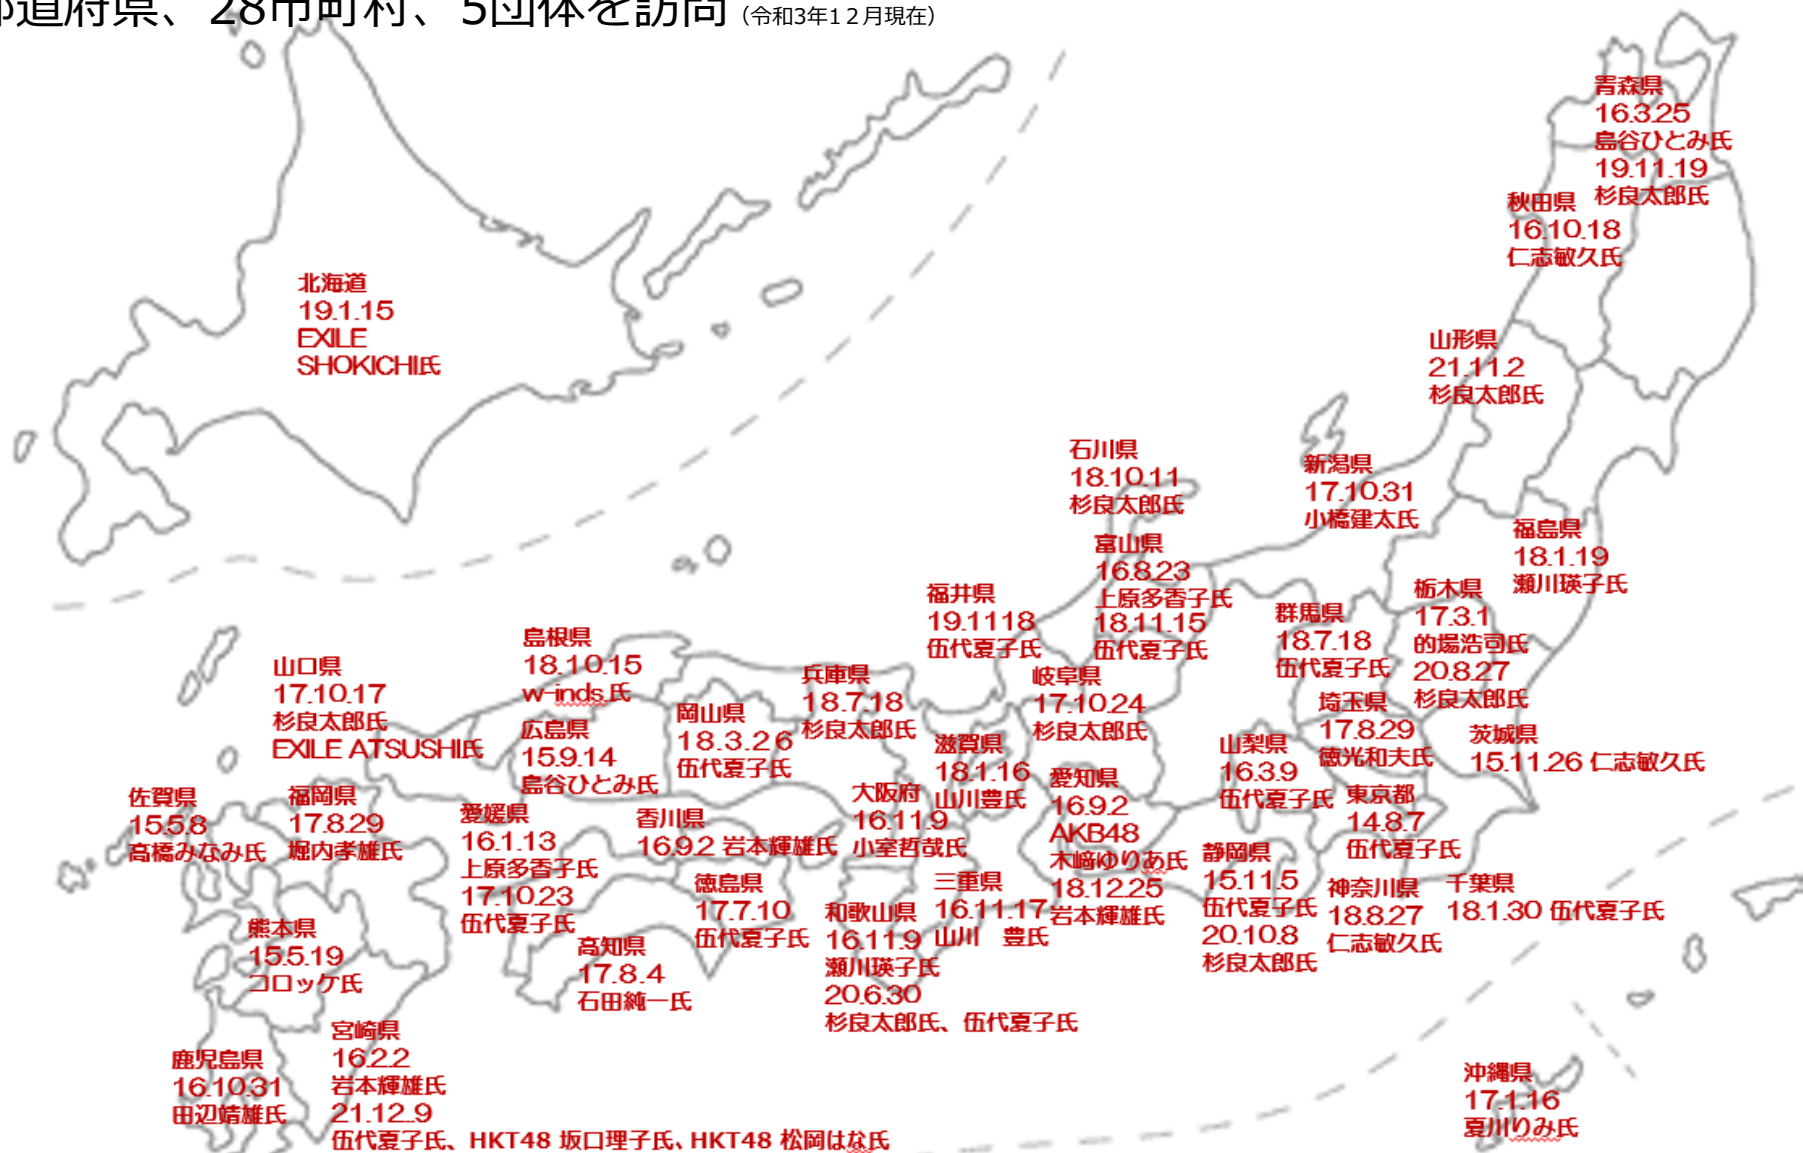 都道府県、28市町村、5団体を訪問（令和3年12月現在）
青森県
16.3.25
島谷ひとみ氏
19.11.19
杉良太郎氏
秋田県
16.10.18
仁志敏久氏
北海道
19.1.15
EXILE
SHOKICHI氏
山形県
21.11.2
杉良太郎氏
石川県
18.10.11
杉良太郎氏
新潟県
17.10.31
小橋建太氏
福島県
18.1.19
瀬川瑛子氏
富山県
16.8.23
上原多香子氏
18.11.15
伍代夏子氏
福井県
19.1118
伍代夏子氏
栃木県
17.3.1
的場浩司氏
20.8.27
杉良太郎氏
群馬県
18.7.18
伍代夏子氏
島根県
18.10.15
w-inds.氏
山口県
17.10.17
杉良太郎氏
EXILE ATSUSHI氏
兵庫県
18.7.18
杉良太郎氏
岐阜県
17.10.24
杉良太郎氏
埼玉県
17.8.29
徳光和夫氏
岡山県
18.3.26
伍代夏子氏
広島県
15.9.14
島谷ひとみ氏
滋賀県
18.1.16
山川豊氏
山梨県
16.3.9
伍代夏子氏
茨城県
15.11.26 仁志敏久氏
愛知県
16.9.2
AKB48
木﨑ゆりあ氏
18.12.25
岩本輝雄氏
佐賀県
15.5.8
高橋みなみ氏
福岡県
17.8.29
堀内孝雄氏
愛媛県
16.1.13
上原多香子氏
17.10.23
伍代夏子氏
香川県
16.9.2 岩本輝雄氏
大阪府
16.11.9
小室哲哉氏
東京都
14.8.7
伍代夏子氏
静岡県
15.11.5
伍代夏子氏
20.10.8
杉良太郎氏
徳島県
17.7.10
伍代夏子氏
三重県
16.11.17
山川　豊氏
神奈川県
18.8.27
仁志敏久氏
千葉県
18.1.30 伍代夏子氏
和歌山県
16.11.9
瀬川瑛子氏
20.6.30
杉良太郎氏、伍代夏子氏
熊本県
15.5.19
コロッケ氏
高知県
17.8.4
石田純一氏
宮崎県
16.2.2
岩本輝雄氏
21.12.9
伍代夏子氏、HKT48 坂口理子氏、HKT48 松岡はな氏
鹿児島県
16.10.31
田辺靖雄氏
沖縄県
17.1.16
夏川りみ氏